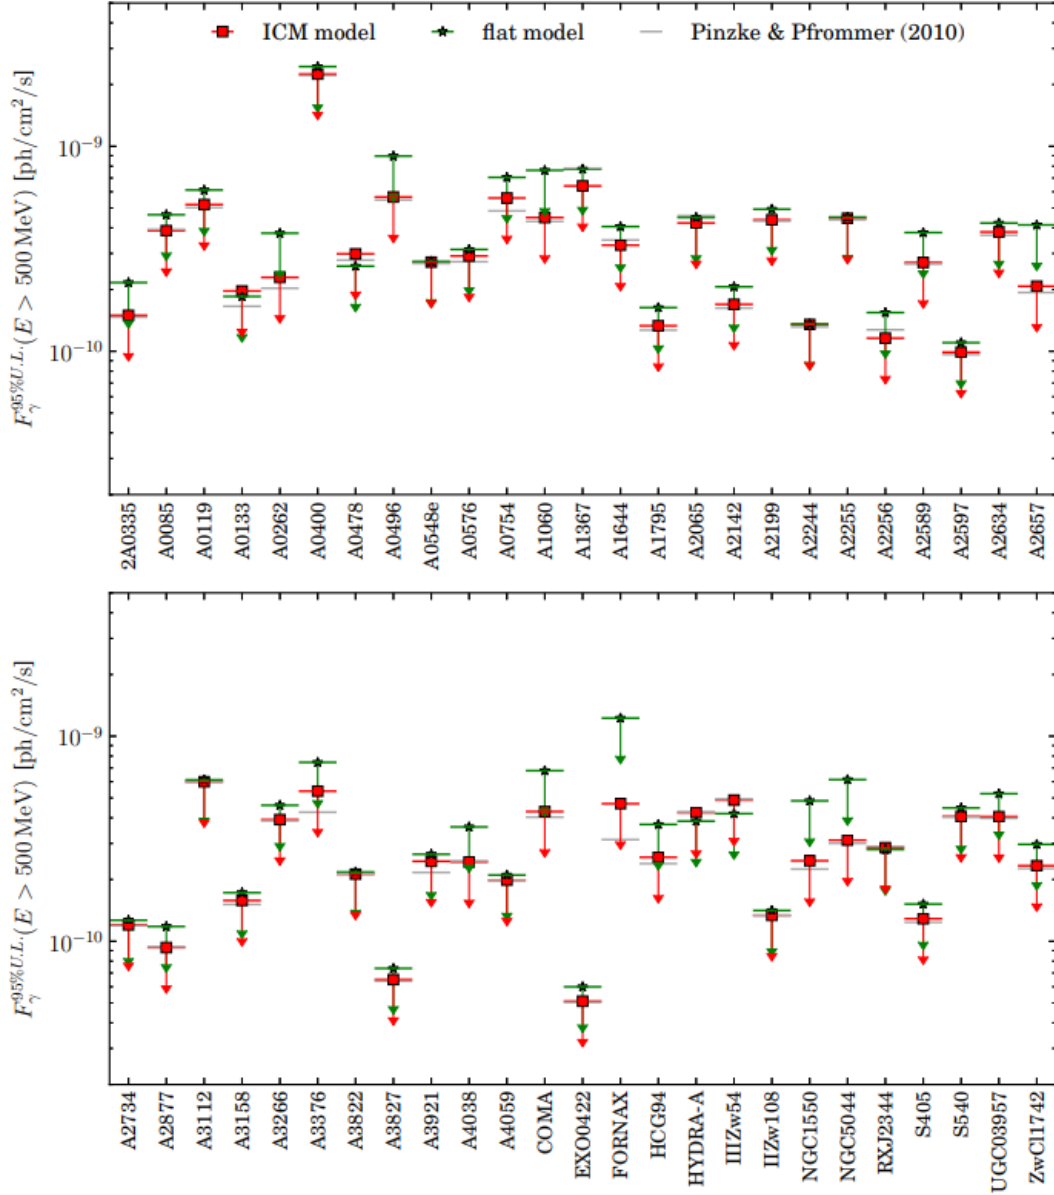 ICM model flat model Pinzke & Pfrommer (2010)
F_γ^{95%U.L.}(E > 500 MeV) [ph/cm²/s]
10⁻⁹
10⁻¹⁰
2A0335 A0085 A0119 A0133 A0262 A0400 A0478 A0496 A0548e A0576 A0754 A1060 A1367 A1644 A1795 A2065 A2142 A2199 A2244 A2255 A2256 A2589 A2597 A2634 A2657
F_γ^{95%U.L.}(E > 500 MeV) [ph/cm²/s]
10⁻⁹
10⁻¹⁰
A2734 A2877 A3112 A3158 A3266 A3376 A3822 A3827 A3921 A4038 A4059 COMA EXO0422 FORNAX HCG94 HYDRA-A IIIZw54 IIZw108 NGC1550 NGC5044 RXJ2344 S405 S540 UGC03957 ZwCl1742